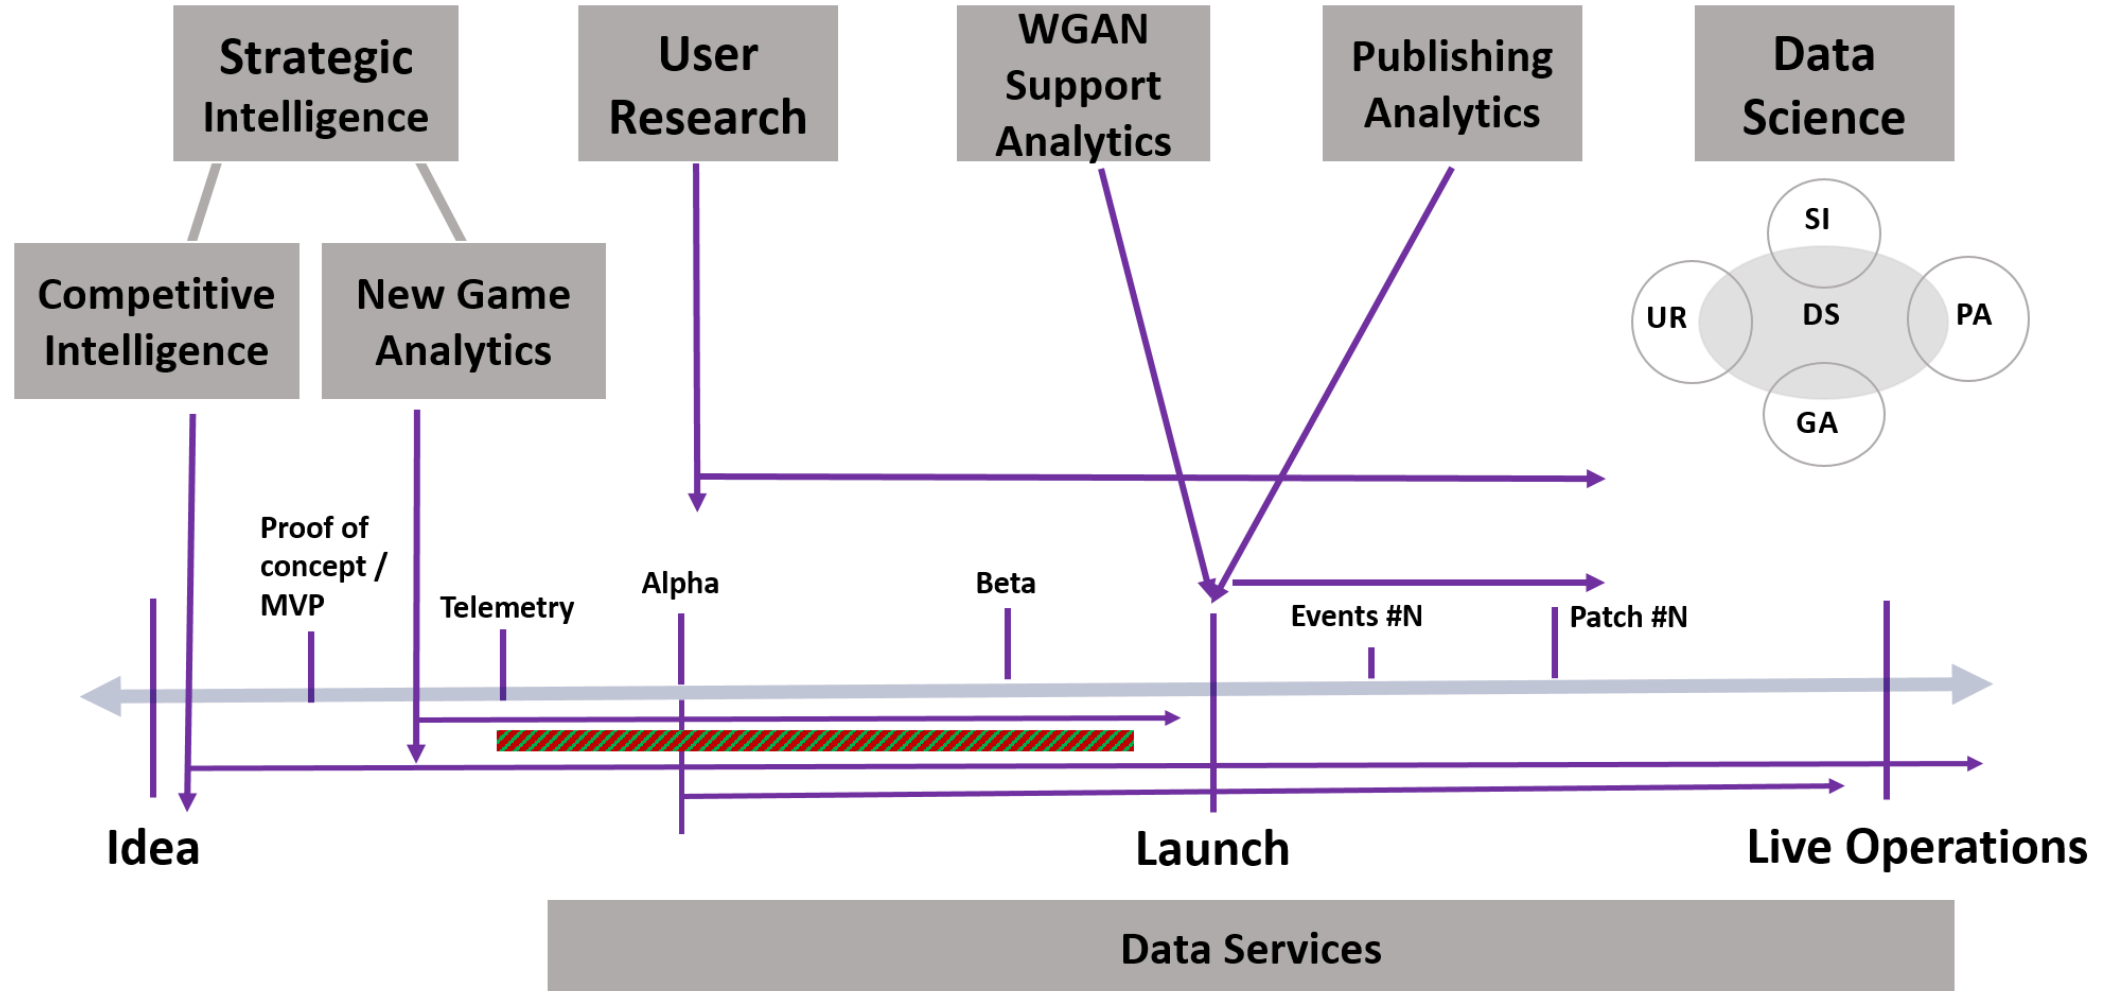 Strategic
Intelligence
User
Research
WGAN
Support
Analytics
Publishing
Analytics
Data
Science
Competitive
Intelligence
New Game
Analytics
SI
UR
DS
PA
GA
Proof of
concept /
MVP
Telemetry
Alpha
Beta
Events #N
Patch #N
Idea
Launch
Live Operations
Data Services